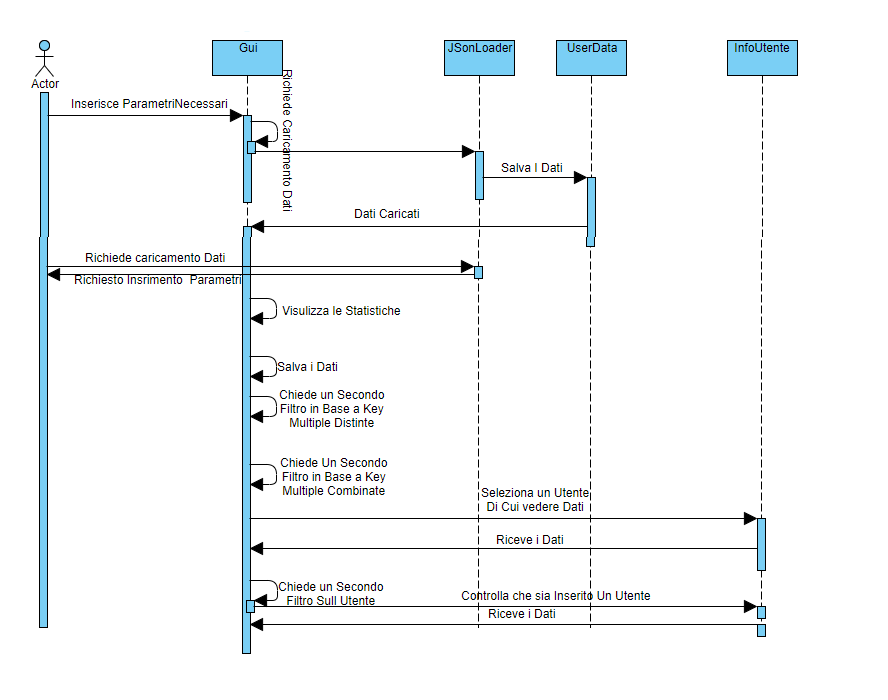 Gui
JSonLoader
UserData
InfoUtente
Actor
Inserisce ParametriNecessari
Richiede Caricamento Dati
Salva I Dati
Dati Caricati
Richiede caricamento Dati
Richiesto Insrimento  Parametri
Visulizza le Statistiche
Salva i Dati
Chiede un Secondo
Filtro in Base a Key
Multiple Distinte
Chiede Un Secondo
Filtro in Base a Key
Multiple Combinate
Seleziona un Utente
Di Cui vedere Dati
Riceve i Dati
Chiede un Secondo
Filtro Sull Utente
Controlla che sia Inserito Un Utente
Riceve i Dati